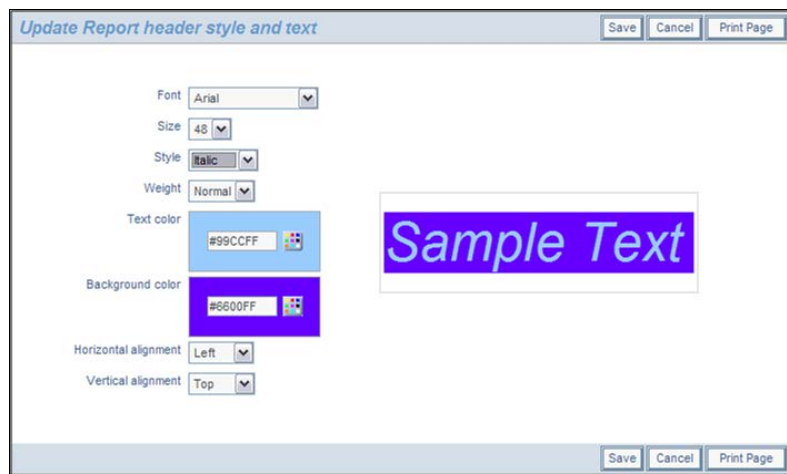 Update Report header style and text Save Cancel Print Page
Font Arial
Size 48
Style Italic
Weight Normal
Text color
#99CCFF
Sample Text
Background color
#6600FF
Horizontal alignment Left
Vertical alignment Top
Save Cancel Print Page